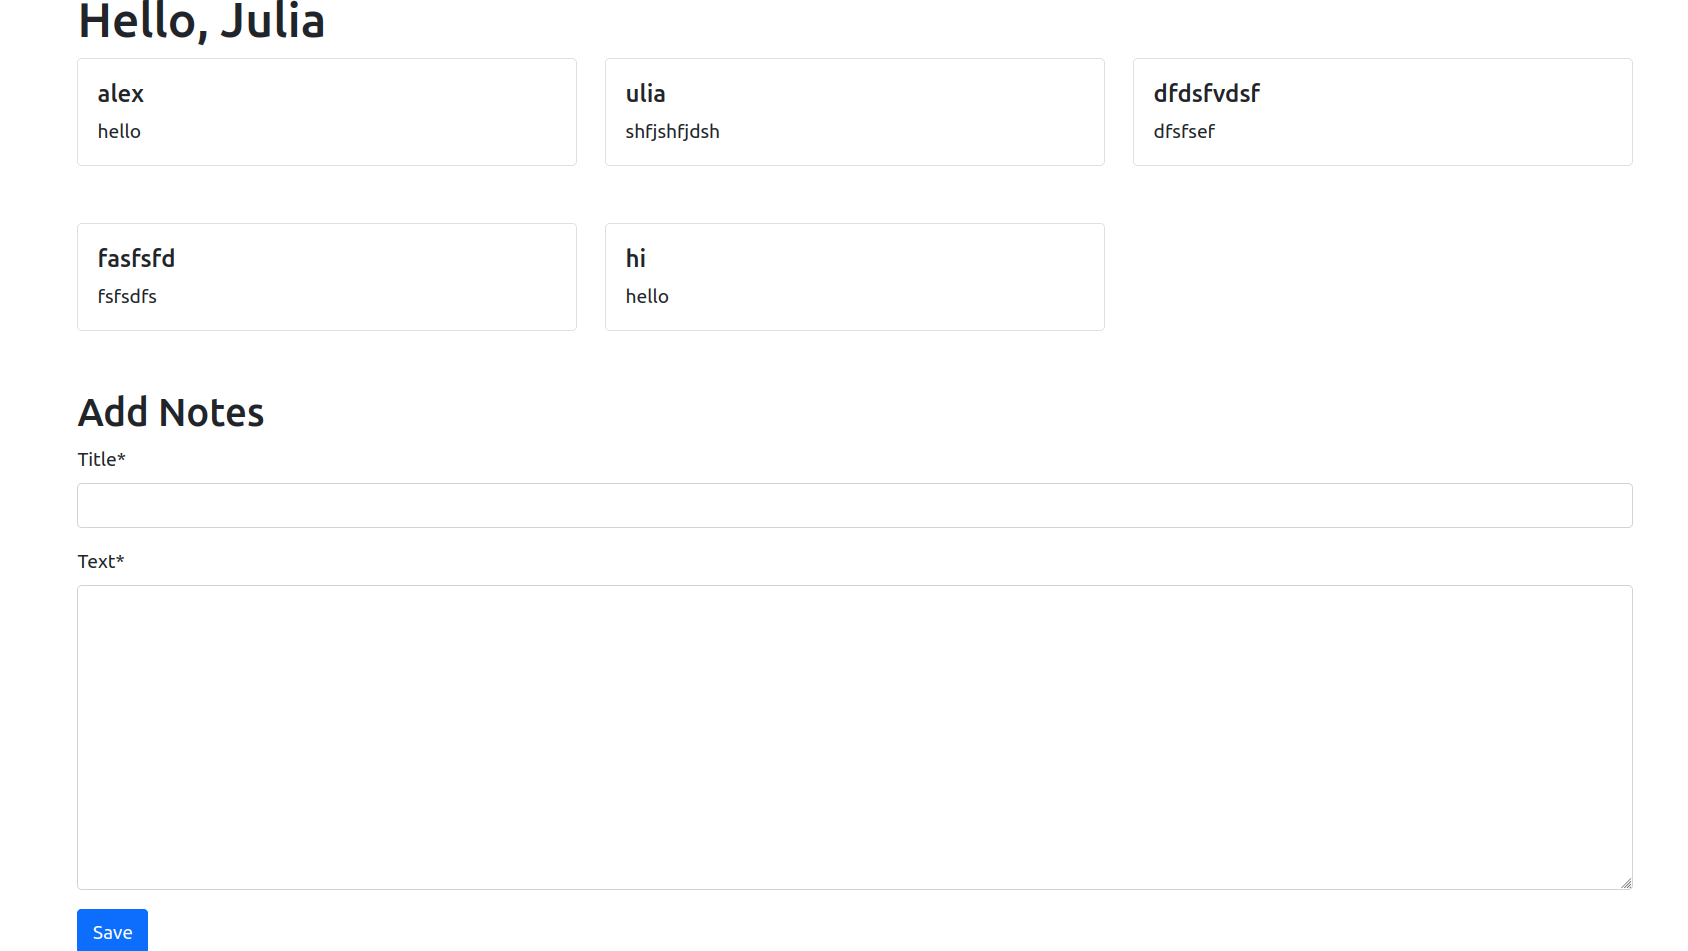 Hello, Julia
alex
hello
ulia
shfjshfjdsh
dfdsfvdsf
dfsfsef
fasfsfd
fsfsdfs
hi
hello
Add Notes
Title*
Text*
Save